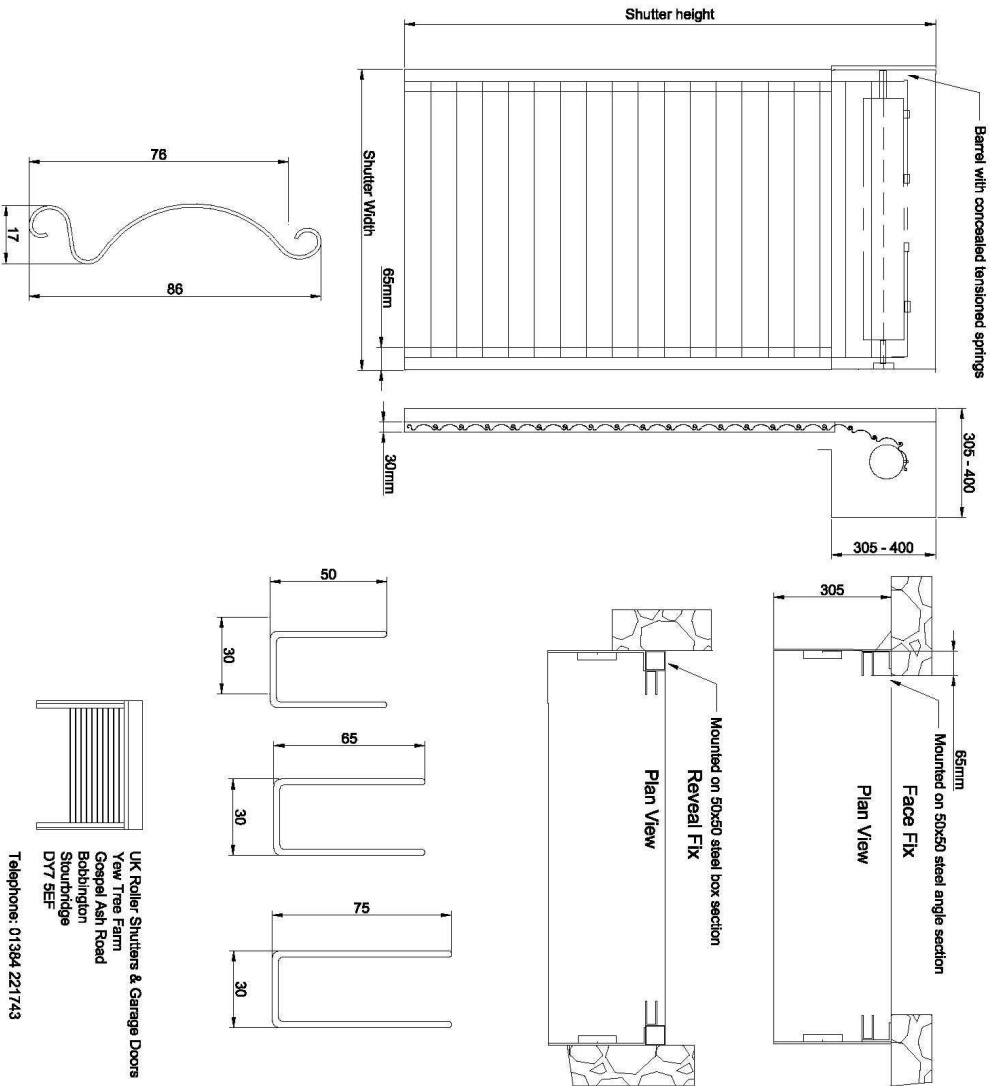 Shutter height
Barrel with concealed tensioned springs
Shutter Width
65mm
76
17
86
305 - 400
30mm
305 - 400
305
65mm
Mounted on 50x50 steel angle section
Face Fix
Plan View
Mounted on 50x50 steel box section
Reveal Fix
Plan View
50
30
65
30
75
30
UK Roller Shutters & Garage Doors
Yew Tree Farm
Gospel Ash Road
Bobbington
Stourbridge
DY7 5EF
Telephone: 01384 221743